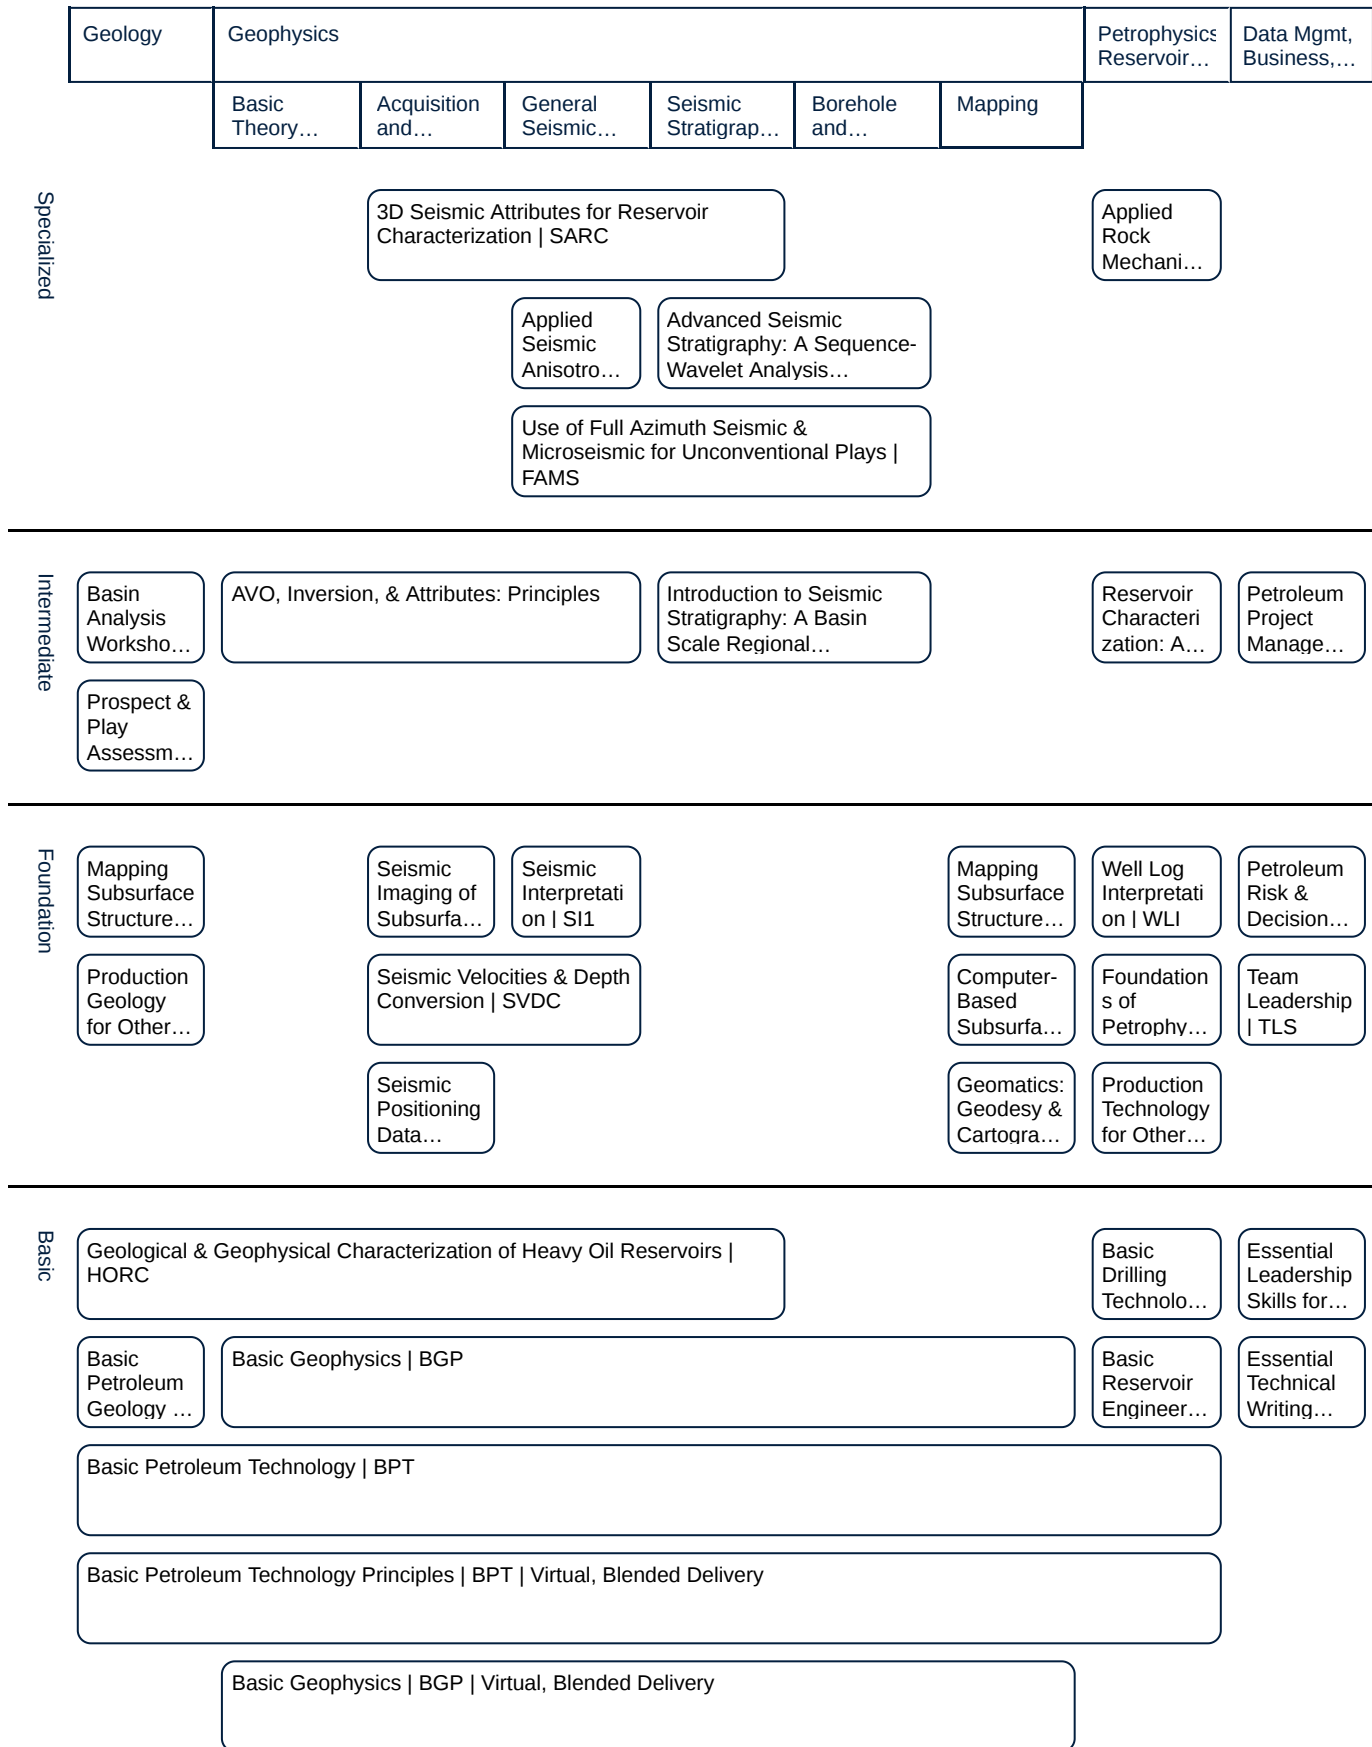 Geology
Geophysics
Petrophysics
Reservoir…
Data Mgmt,
Business,…
Basic
Theory…
Acquisition
and…
General
Seismic…
Seismic
Stratigrap…
Borehole
and…
Mapping
Specialized
3D Seismic Attributes for Reservoir
Characterization | SARC
Applied
Rock
Mechani…
Applied
Seismic
Anisotro…
Advanced Seismic
Stratigraphy: A Sequence-
Wavelet Analysis…
Use of Full Azimuth Seismic &
Microseismic for Unconventional Plays |
FAMS
Intermediate
Basin
Analysis
Worksho…
AVO, Inversion, & Attributes: Principles
Introduction to Seismic
Stratigraphy: A Basin
Scale Regional…
Reservoir
Characteri
zation: A…
Petroleum
Project
Manage…
Prospect &
Play
Assessm…
Foundation
Mapping
Subsurface
Structure…
Seismic
Imaging of
Subsurfa…
Seismic
Interpretati
on | SI1
Mapping
Subsurface
Structure…
Well Log
Interpretati
on | WLI
Petroleum
Risk &
Decision…
Production
Geology
for Other…
Seismic Velocities & Depth
Conversion | SVDC
Computer-
Based
Subsurfa…
Foundation
s of
Petrophy…
Team
Leadership
| TLS
Seismic
Positioning
Data…
Geomatics:
Geodesy &
Cartogra…
Production
Technology
for Other…
Basic
Geological & Geophysical Characterization of Heavy Oil Reservoirs |
HORC
Basic
Drilling
Technolo…
Essential
Leadership
Skills for…
Basic
Petroleum
Geology …
Basic Geophysics | BGP
Basic
Reservoir
Engineer…
Essential
Technical
Writing…
Basic Petroleum Technology | BPT
Basic Petroleum Technology Principles | BPT | Virtual, Blended Delivery
Basic Geophysics | BGP | Virtual, Blended Delivery